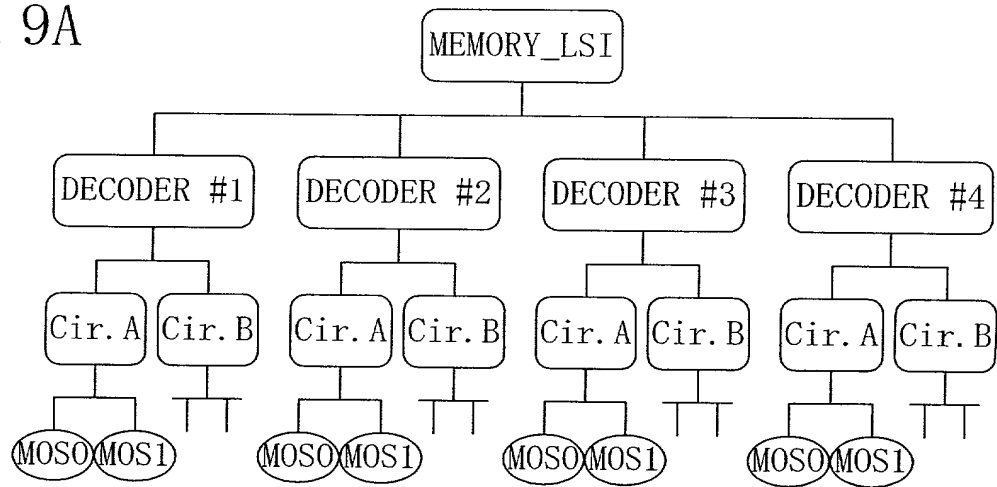 9A
MEMORY_LSI
DECODER #1 DECODER #2 DECODER #3 DECODER #4
Cir. A Cir. B Cir. A Cir. B Cir. A Cir. B Cir. A Cir. B
MOS0 MOS1 MOS0 MOS1 MOS0 MOS1 MOS0 MOS1